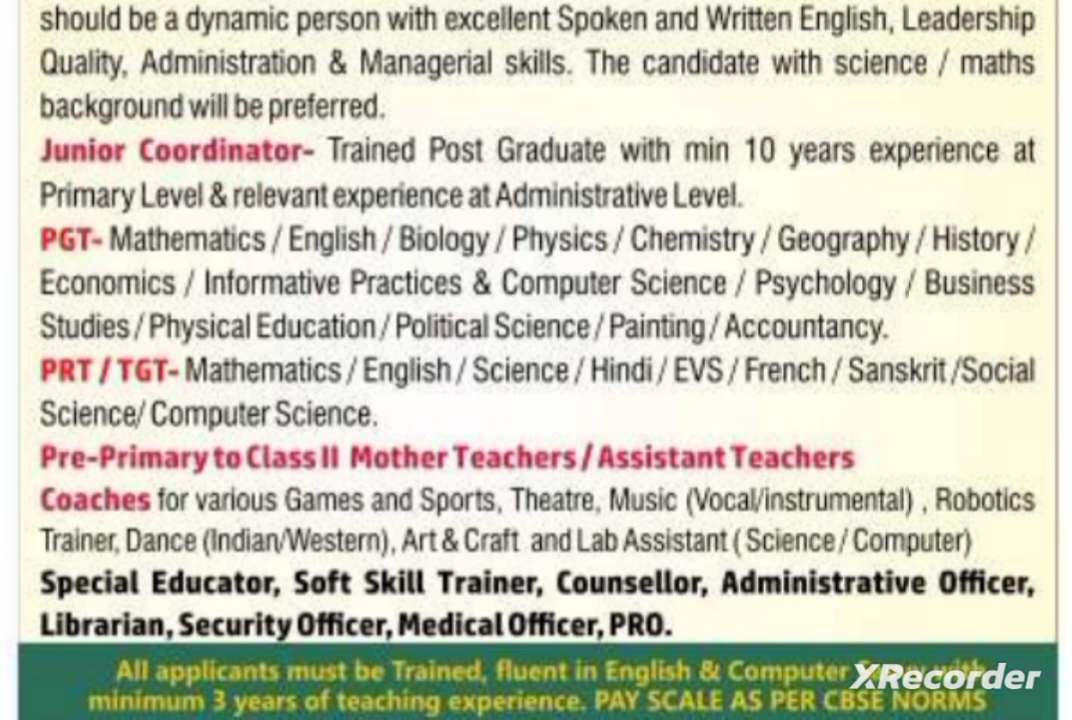 should be a dynamic person with excellent Spoken and Written English, Leadership
Quality, Administration & Managerial skills. The candidate with science / maths
background will be preferred.
Junior Coordinator- Trained Post Graduate with min 10 years experience at
Primary Level & relevant experience at Administrative Level.
PGT- Mathematics / English / Biology / Physics / Chemistry / Geography / History /
Economics / Informative Practices & Computer Science / Psychology / Business
Studies / Physical Education / Political Science / Painting / Accountancy.
PRT / TGT- Mathematics / English / Science / Hindi / EVS / French / Sanskrit /Social
Science/ Computer Science.
Pre-Primary to Class II Mother Teachers / Assistant Teachers
Coaches for various Games and Sports, Theatre, Music (Vocal/instrumental) , Robotics
Trainer, Dance (Indian/Western), Art & Craft and Lab Assistant ( Science / Computer)
Special Educator, Soft Skill Trainer, Counsellor, Administrative Officer,
Librarian, Security Officer, Medical Officer, PRO.
All applicants must be Trained, fluent in English & Computer with
minimum 3 years of teaching experience. PAY SCALE AS PER CBSE NORMS
XRecorder